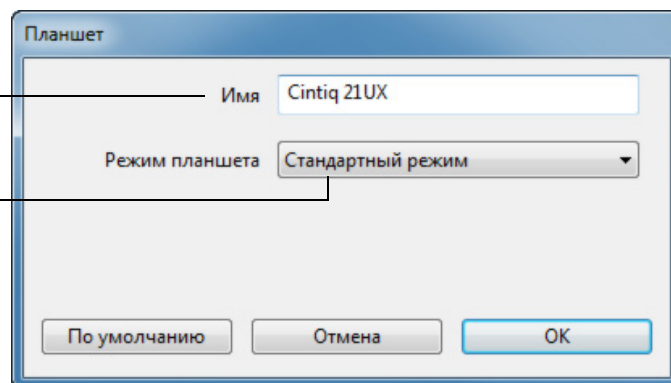 Планшет
Имя Cintiq 21UX
Режим планшета Стандартный режим
По умолчанию Отмена OK